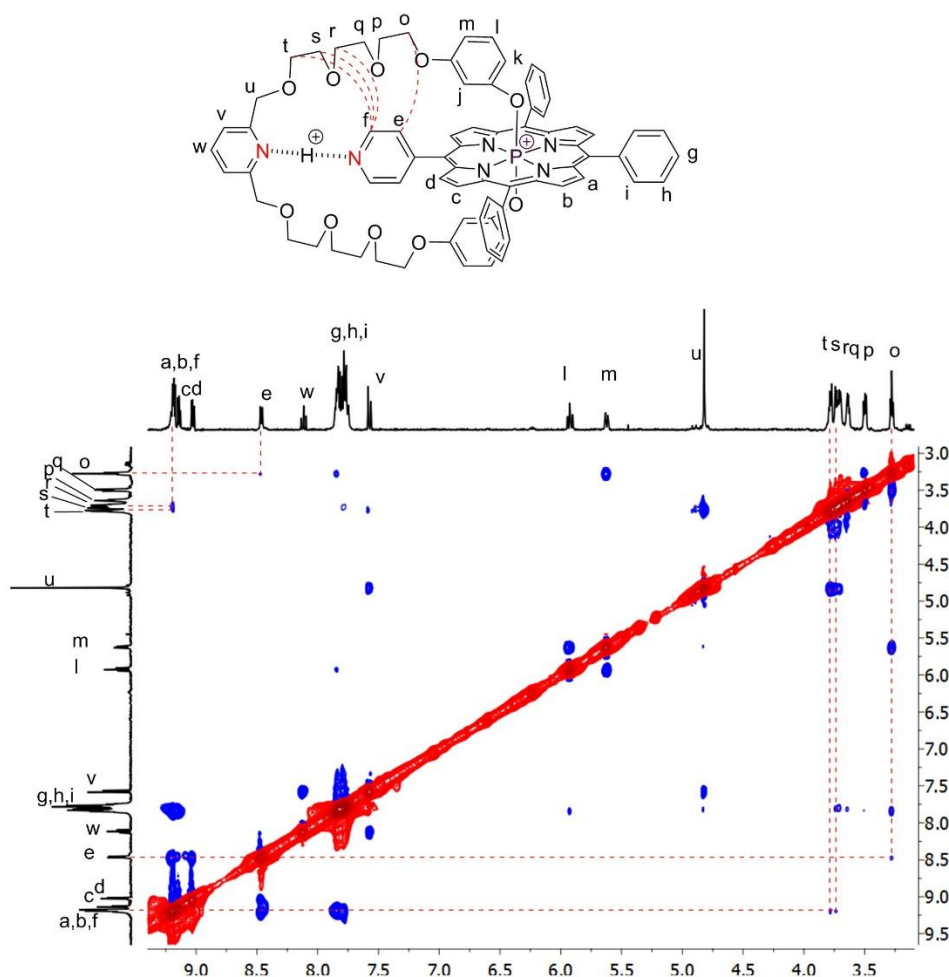 o
p
q
r
s
t
m
l
O
O
O
O
k
u
O
j
O
v
f
e
⊕
w
N
H
N
⊕
P
N
N
N
N
g
d
c
a
b
i
h
O
O
O
O
O
O
g,h,i
a,b,f
cd
e
w
v
l
m
u
t s rq p
o
q o
p
r
s
t
u
m
l
v
g,h,i
w
e
d
c
a,b,f
3.0
3.5
4.0
4.5
5.0
5.5
6.0
6.5
7.0
7.5
8.0
8.5
9.0
9.5
9.0 8.5 8.0 7.5 7.0 6.5 6.0 5.5 5.0 4.5 4.0 3.5